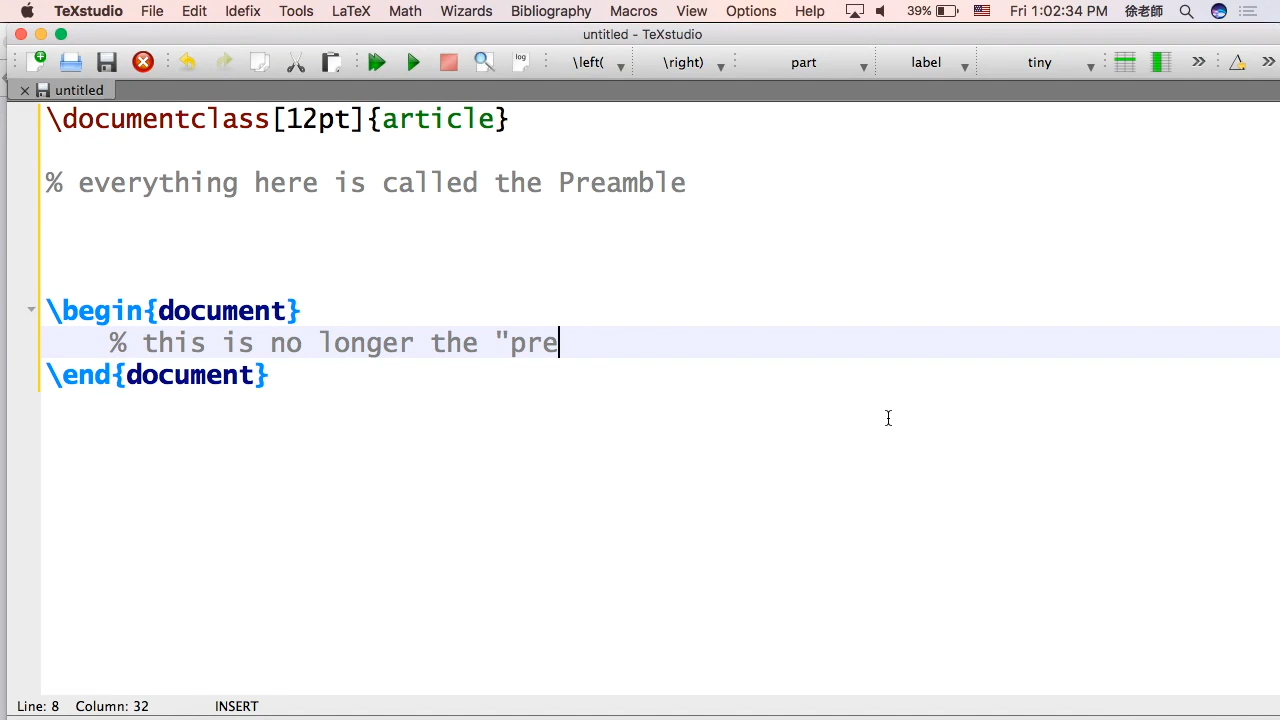 TeXstudio File Edit Idefix Tools LaTeX Math Wizards Bibliography Macros View Options Help 39% Fri 1:02:34 PM 徐老師
untitled - TeXstudio
log \left( \right) part label tiny
untitled
\documentclass[12pt]{article}
% everything here is called the Preamble
\begin{document}
% this is no longer the "pre
\end{document}
Line: 8 Column: 32 INSERT